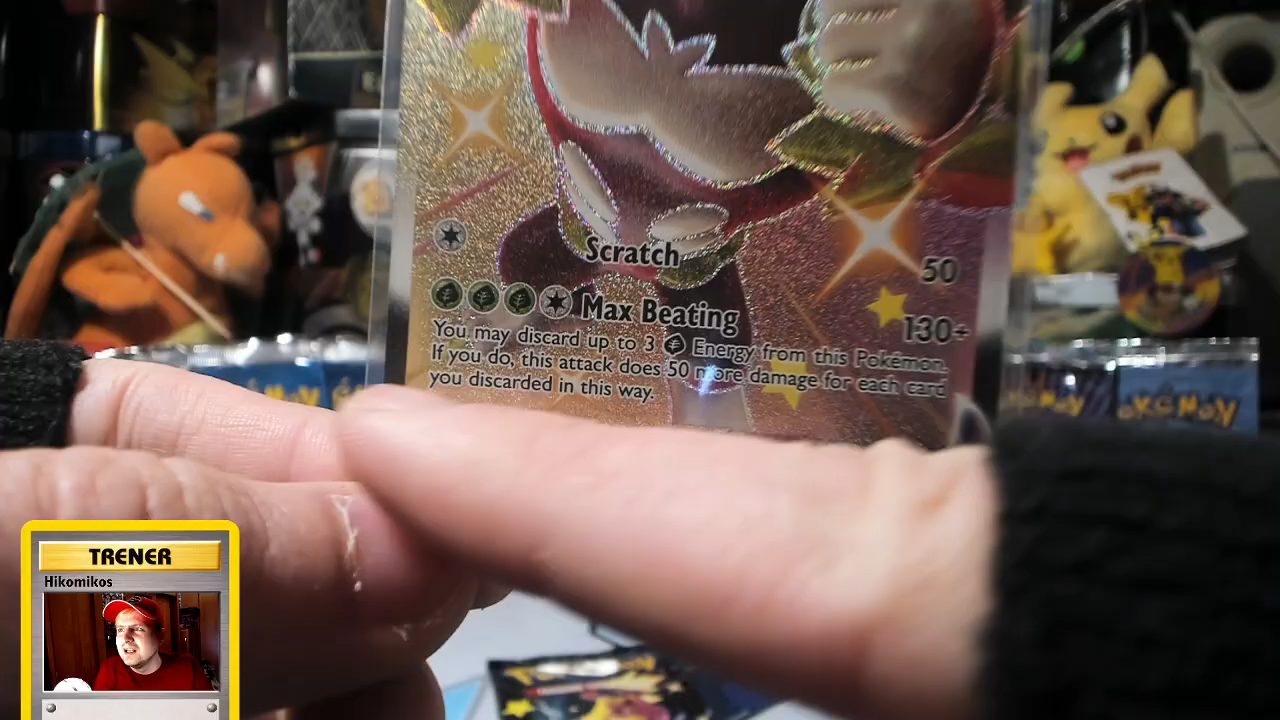 Scratch 50
Max Beating 130+
You may discard up to 3 Energy from this Pokémon.
If you do, this attack does 50 more damage for each card
you discarded in this way.
TRENER
Hikomikos